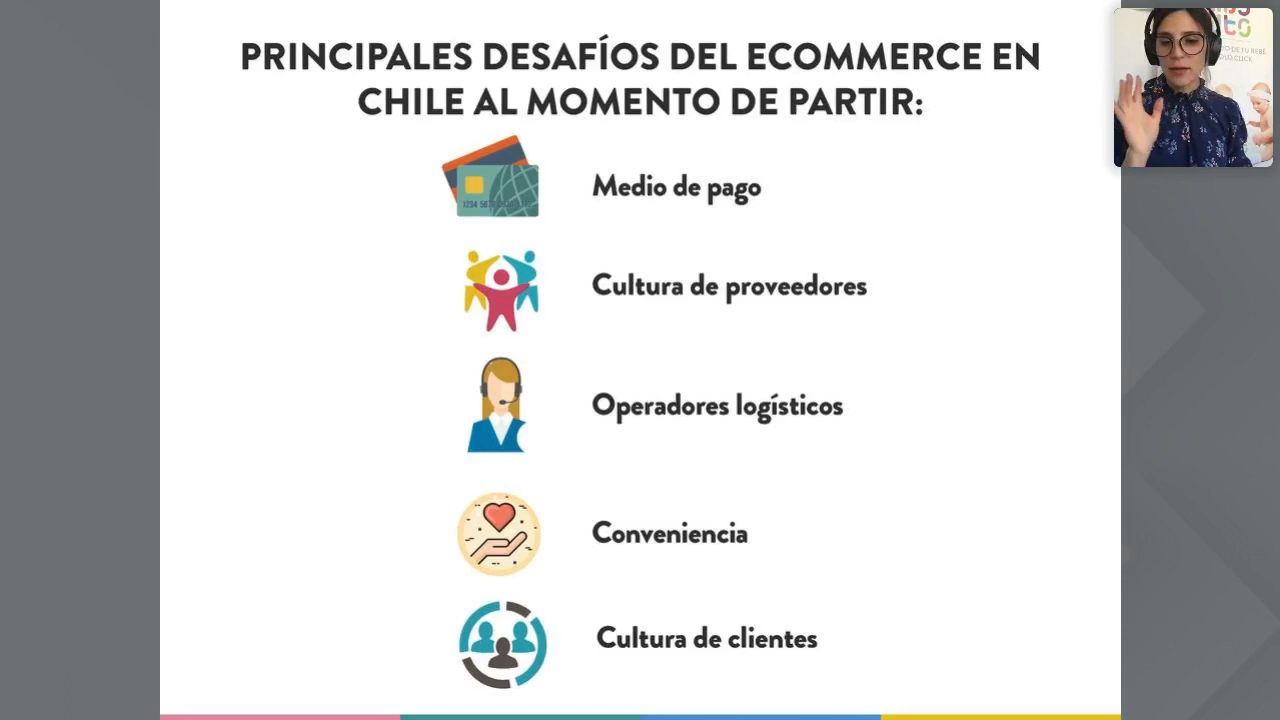 PRINCIPALES DESAFÍOS DEL ECOMMERCE EN
CHILE AL MOMENTO DE PARTIR:
Medio de pago
Cultura de proveedores
Operadores logísticos
Conveniencia
Cultura de clientes